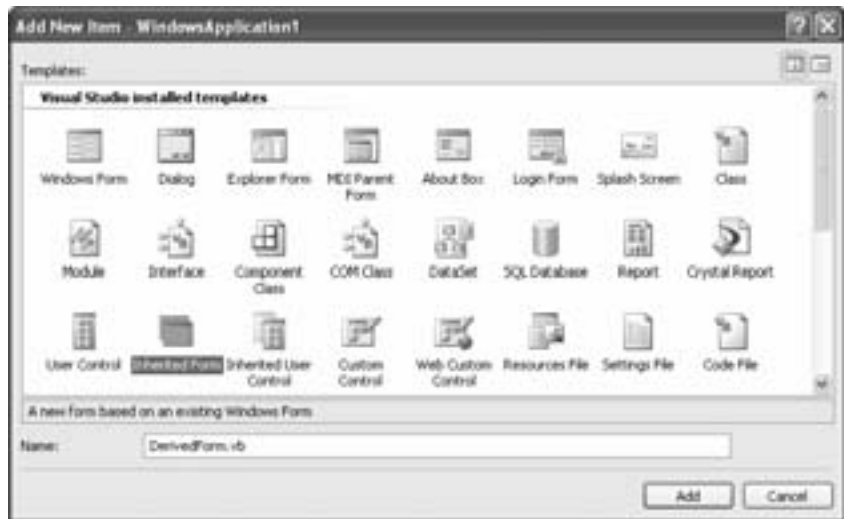 Add New Item - WindowsApplication1
Templates:
Visual Studio installed templates
Windows Form
Dialog
Explorer Form
MDI Parent Form
About Box
Login Form
Splash Screen
Class
Module
Interface
Component Class
COM Class
DataSet
SQL Database
Report
Crystal Report
User Control
Inherited Form
Inherited User Control
Custom Control
Web Custom Control
Resources File
Settings File
Code File
A new form based on an existing Windows Form
Name:
DerivedForm.vb
Add
Cancel